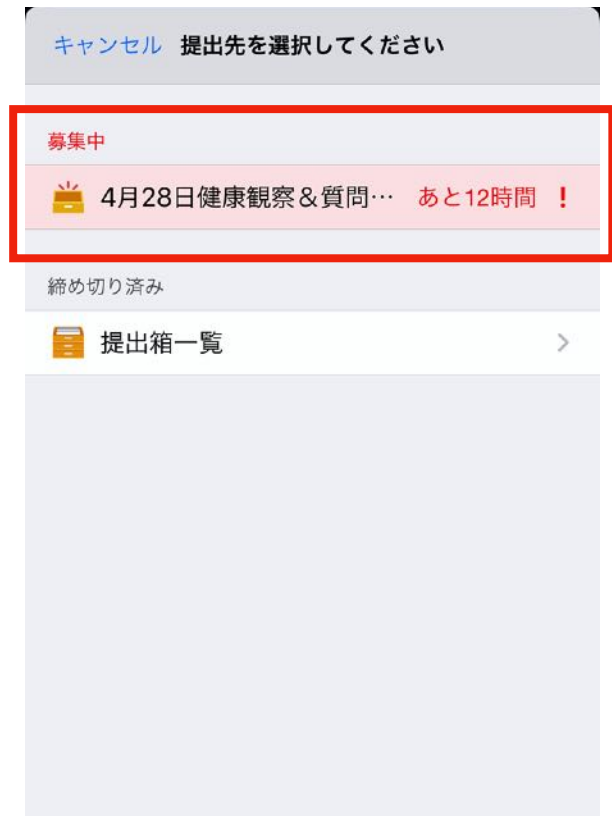 キャンセル 提出先を選択してください
募集中
4月28日健康観察＆質問… あと12時間 !
締め切り済み
提出箱一覧